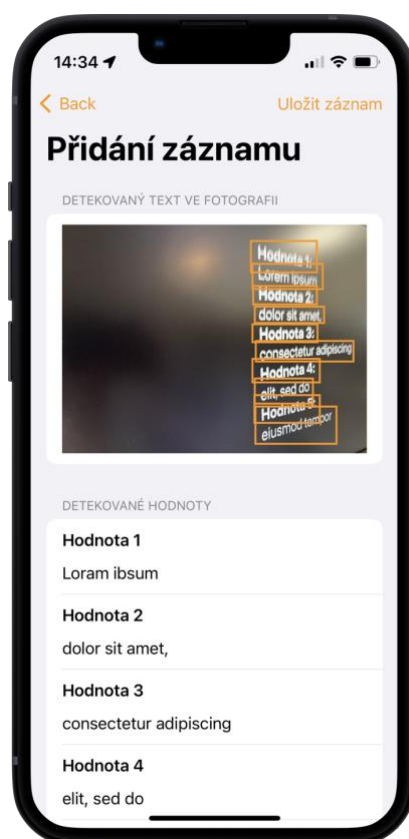 14:34
Back
Uložit záznam
Přidání záznamu
DETEKOVANÝ TEXT VE FOTOGRAFII
Hodnota 1:
Lorem ipsum
Hodnota 2:
dolor sit amet,
Hodnota 3:
consectetur adipiscing
Hodnota 4:
elit, sed do
Hodnota 5:
eiusmod tempor
DETEKOVANÉ HODNOTY
Hodnota 1
Loram ibsum
Hodnota 2
dolor sit amet,
Hodnota 3
consectetur adipiscing
Hodnota 4
elit, sed do